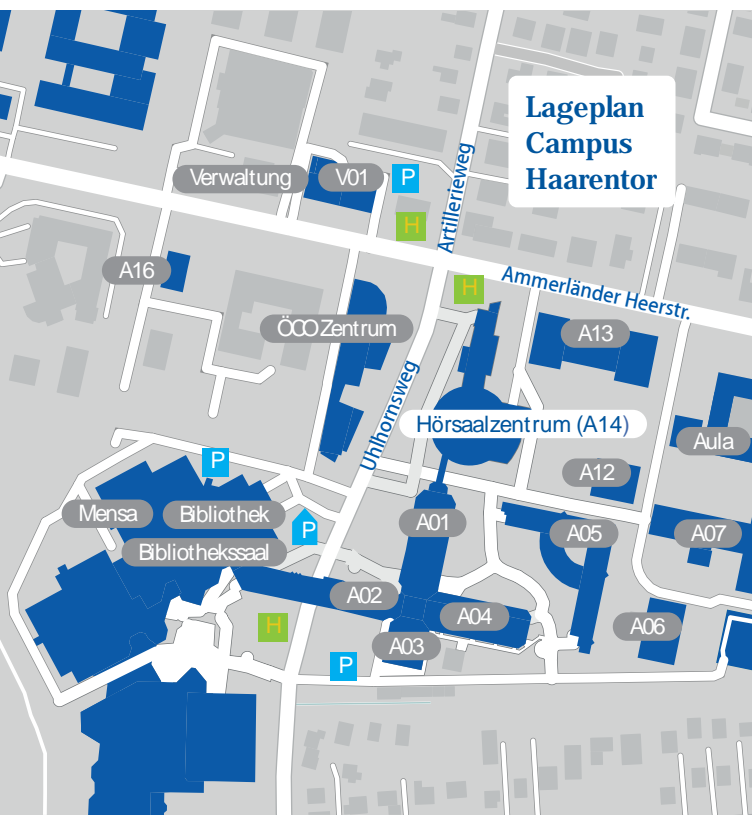 Lageplan
Campus
Haarentor
Verwaltung
V01
P
H
Artillerieweg
A16
H
Ammerländer Heerstr.
ÖCO Zentrum
A13
Uhlhornsweg
Hörsaalzentrum (A14)
Aula
P
A12
Mensa
Bibliothek
P
A01
A05
A07
Bibliothekssaal
A02
A04
H
A03
A06
P